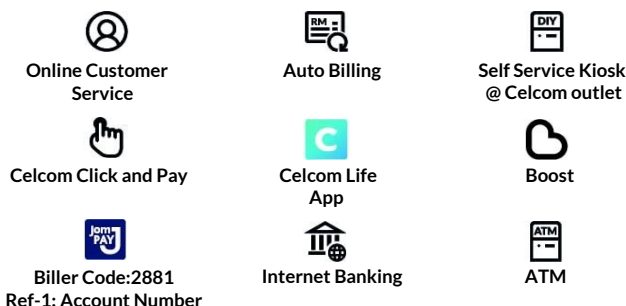 RM
DIY
Online Customer
Service
Auto Billing
Self Service Kiosk
@ Celcom outlet
C
Celcom Click and Pay
Celcom Life
App
Boost
Jom
PAY
ATM
Biller Code:2881
Ref-1: Account Number
Internet Banking
ATM